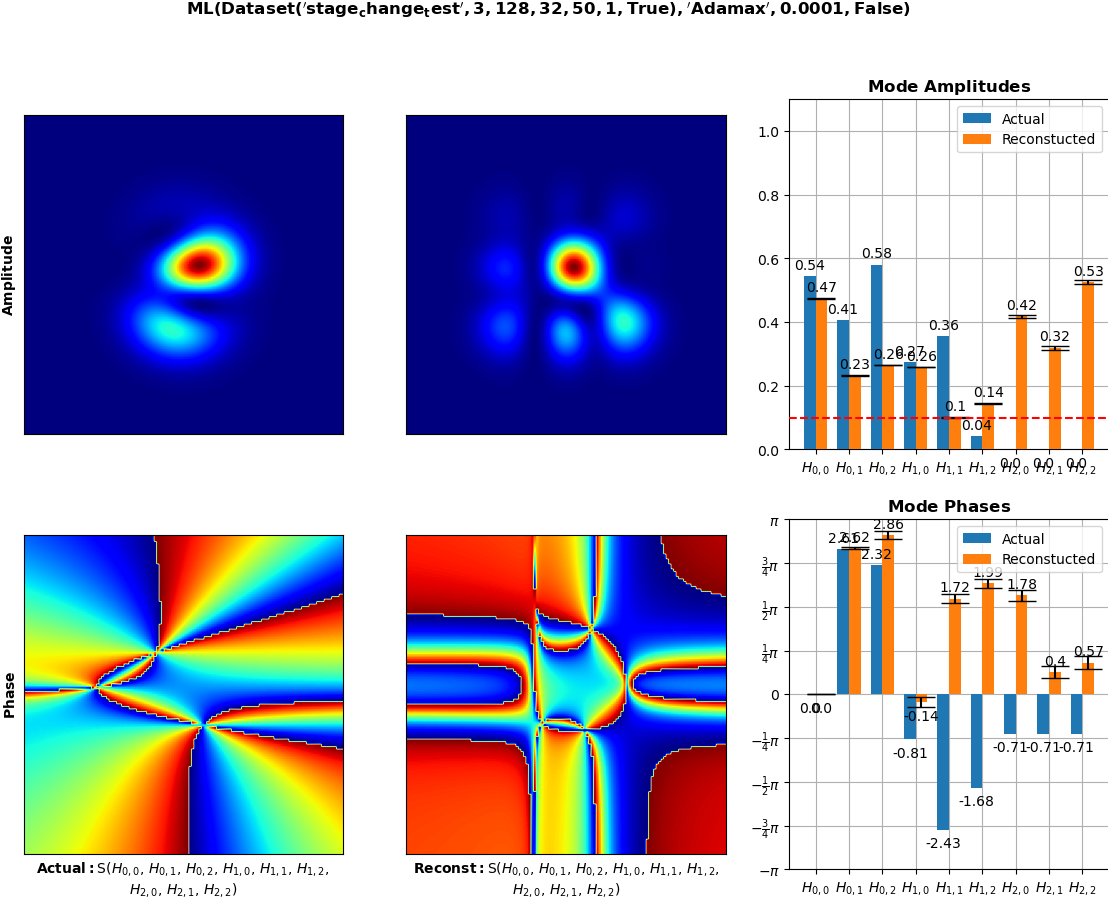 ML(Dataset('stage_change_test', 3, 128, 32, 50, 1, True), 'Adamax', 0.0001, False)
Amplitude
Mode Amplitudes
Actual
Reconstucted
1.0
0.8
0.6
0.4
0.2
0.0
0.54
0.47
0.41
0.23
0.58
0.26
0.27
0.26
0.36
0.1
0.04
0.14
0.0
0.42
0.0
0.32
0.0
0.53
H0,0 H0,1 H0,2 H1,0 H1,1 H1,2 H2,0 H2,1 H2,2
Phase
Mode Phases
Actual
Reconstucted
π
3/4π
1/2π
1/4π
0
−1/4π
−1/2π
−3/4π
−π
0.0
0.0
2.62
2.32
2.86
-0.81
-0.14
-2.43
1.72
-1.68
1.99
-0.71
1.78
-0.71
0.4
-0.71
0.57
H0,0 H0,1 H0,2 H1,0 H1,1 H1,2 H2,0 H2,1 H2,2
Actual: S(H0,0, H0,1, H0,2, H1,0, H1,1, H1,2,
H2,0, H2,1, H2,2)
Reconst: S(H0,0, H0,1, H0,2, H1,0, H1,1, H1,2,
H2,0, H2,1, H2,2)